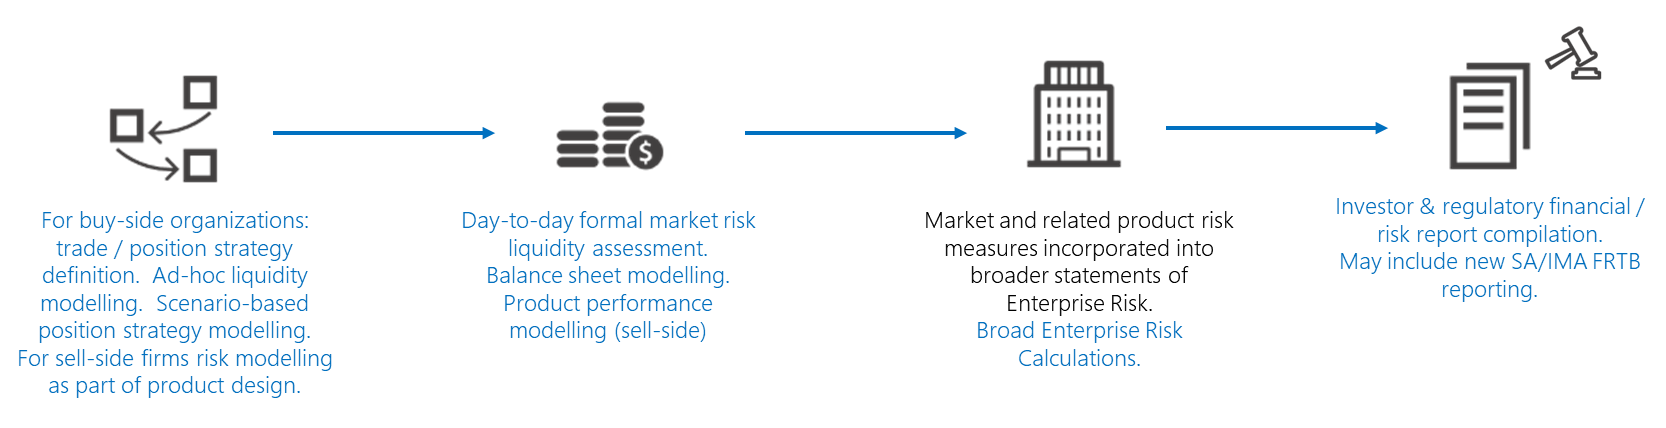 For buy-side organizations:
trade / position strategy
definition.  Ad-hoc liquidity
modelling.  Scenario-based
position strategy modelling.
For sell-side firms risk modelling
as part of product design.
$
Day-to-day formal market risk
liquidity assessment.
Balance sheet modelling.
Product performance
modelling (sell-side)
Market and related product risk
measures incorporated into
broader statements of
Enterprise Risk.
Broad Enterprise Risk
Calculations.
Investor & regulatory financial /
risk report compilation.
May include new SA/IMA FRTB
reporting.